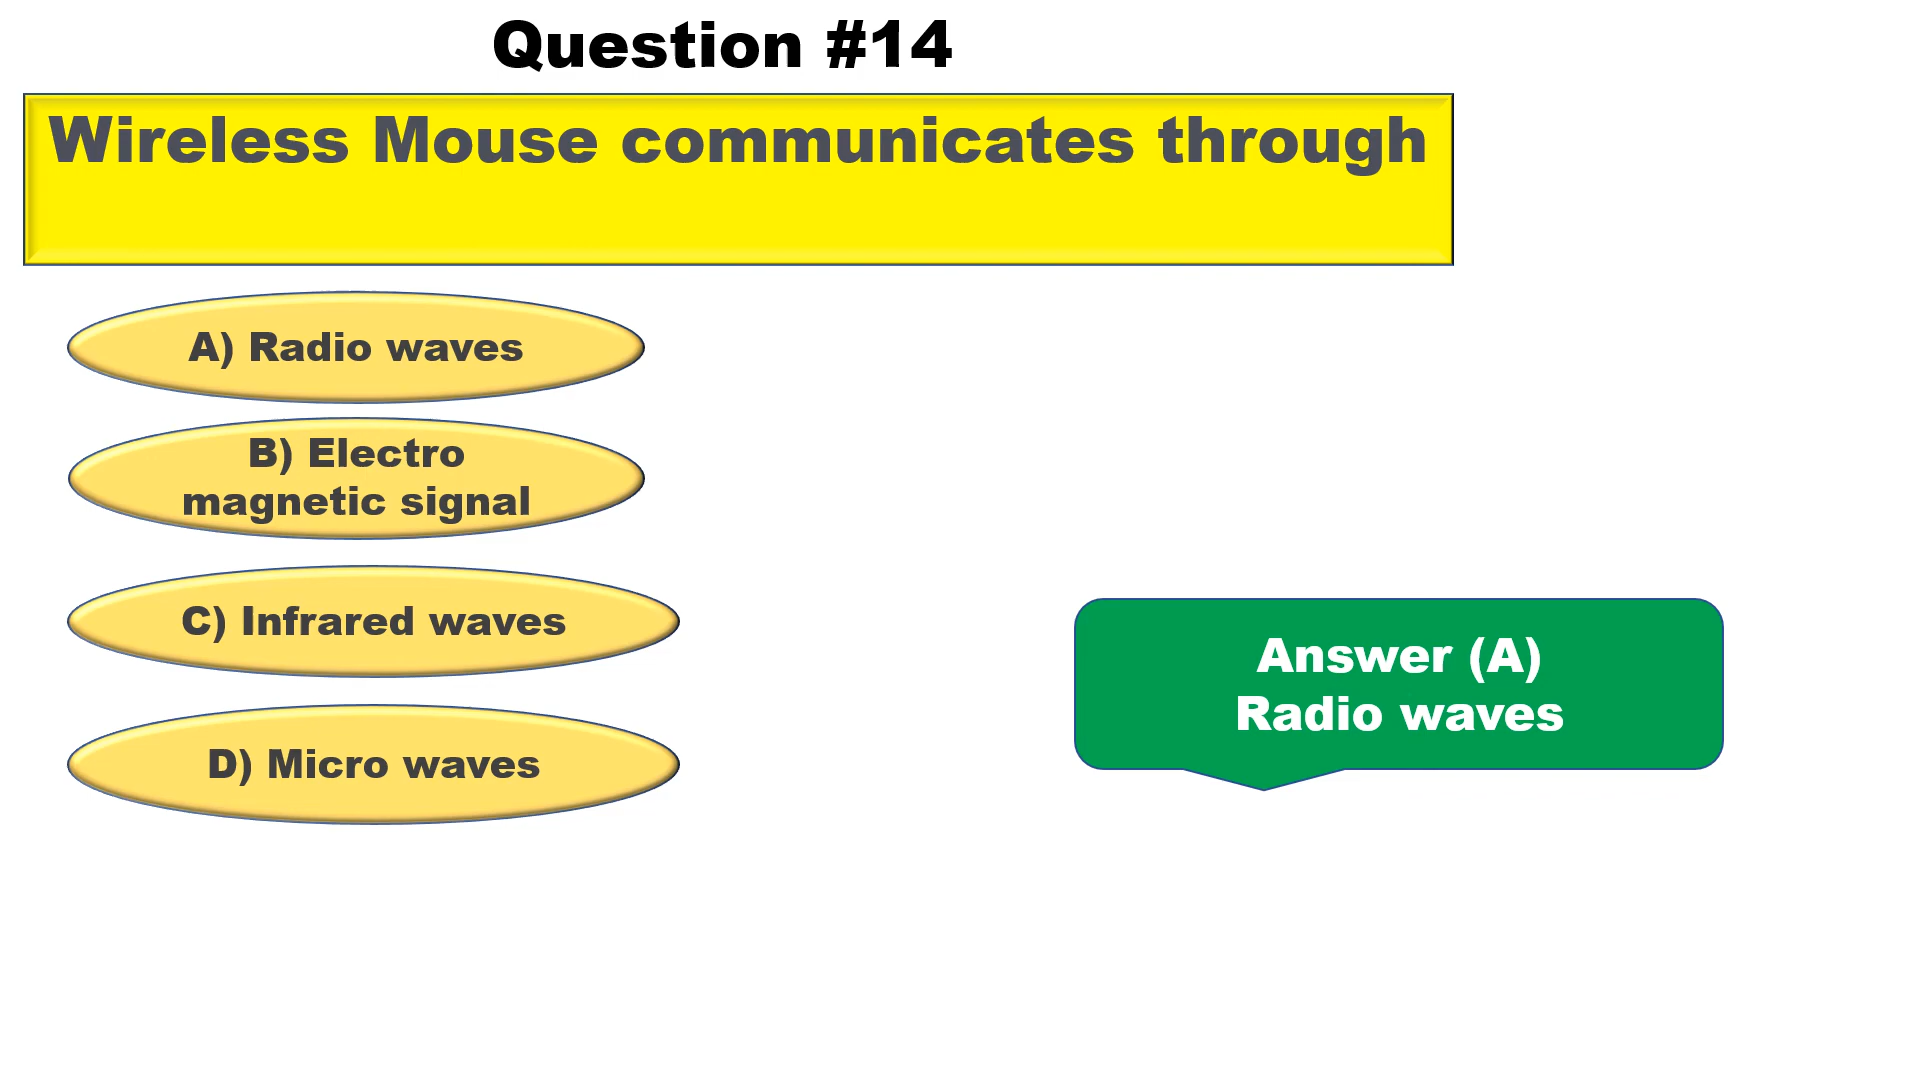 Question #14
Wireless Mouse communicates through
A) Radio waves
B) Electro
magnetic signal
C) Infrared waves
D) Micro waves
Answer (A)
Radio waves